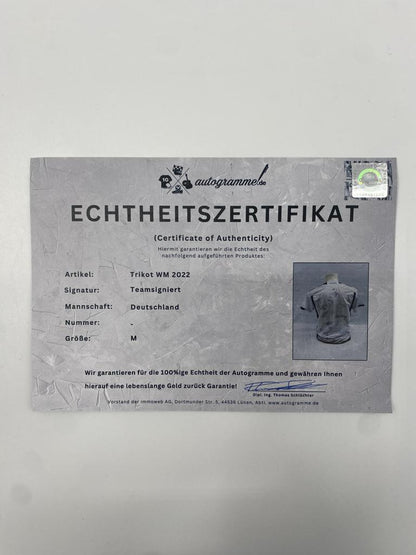 10
autogramme.de
ECHTHEITSZERTIFIKAT
(Certificate of Authenticity)
Hiermit garantieren wir die Echtheit des
nachfolgend aufgeführten Produktes:
Artikel: Trikot WM 2022
Signatur: Teamsigniert
Mannschaft: Deutschland
Nummer: -
Größe: M
Wir garantieren für die 100%ige Echtheit der Autogramme und gewähren Ihnen
hierauf eine lebenslange Geld zurück Garantie!
Dipl. Ing. Thomas Schlüchter
Vorstand der immoweb AG, Dortmunder Str. 5, 44536 Lünen, Abtl. www.autogramme.de